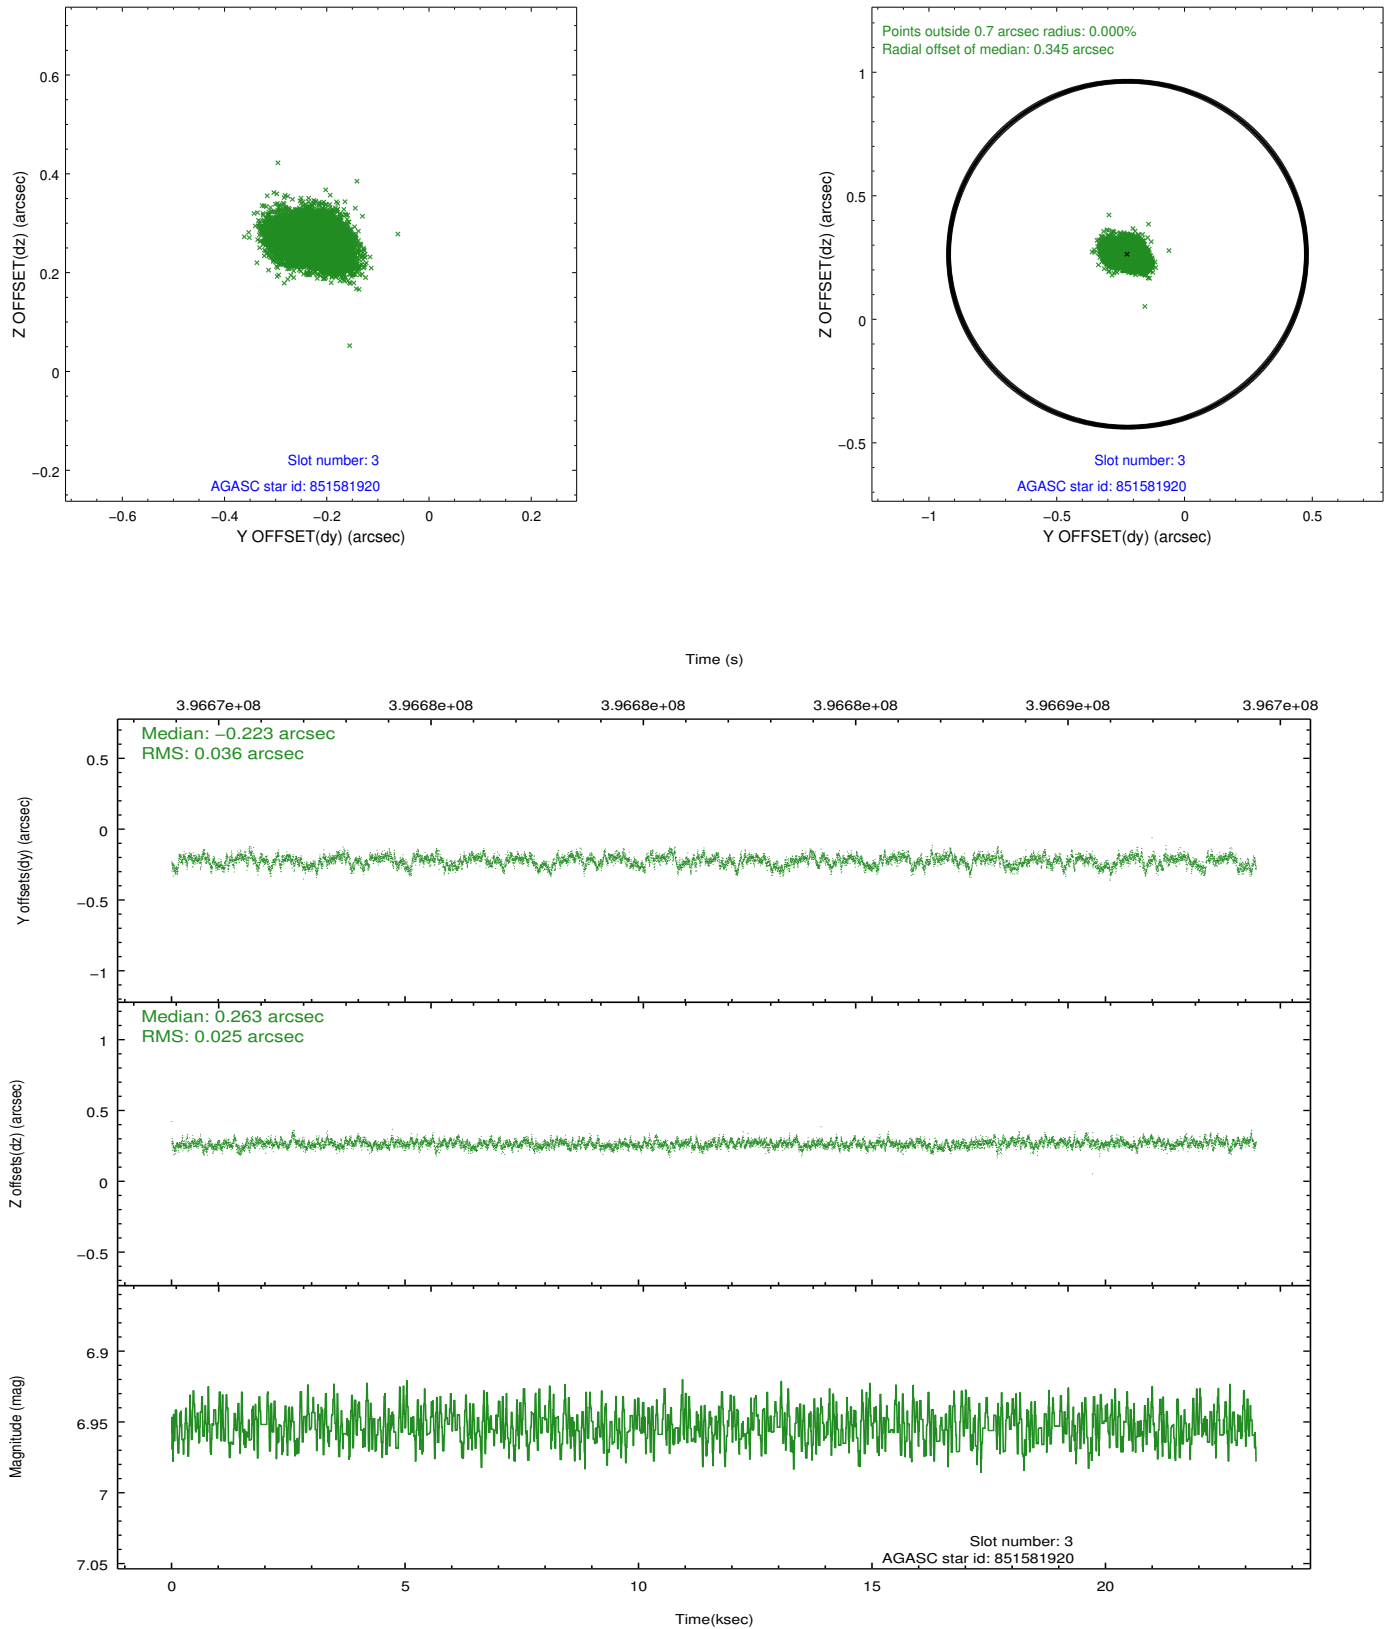 0.6
0.4
0.2
0
−0.2
Z OFFSET(dz) (arcsec)
Slot number: 3
AGASC star id: 851581920
−0.6 −0.4 −0.2 0 0.2
Y OFFSET(dy) (arcsec)
Points outside 0.7 arcsec radius: 0.000%
Radial offset of median: 0.345 arcsec
1
0.5
0
−0.5
Z OFFSET(dz) (arcsec)
Slot number: 3
AGASC star id: 851581920
−1 −0.5 0 0.5
Y OFFSET(dy) (arcsec)
Time (s)
3.9667e+08 3.9668e+08 3.9668e+08 3.9668e+08 3.9669e+08 3.967e+08
Median: −0.223 arcsec
RMS: 0.036 arcsec
0.5
0
−0.5
−1
Y offsets(dy) (arcsec)
Median: 0.263 arcsec
RMS: 0.025 arcsec
1
0.5
0
−0.5
Z offsets(dz) (arcsec)
6.9
6.95
7
7.05
Magnitude (mag)
Slot number: 3
AGASC star id: 851581920
0 5 10 15 20
Time(ksec)